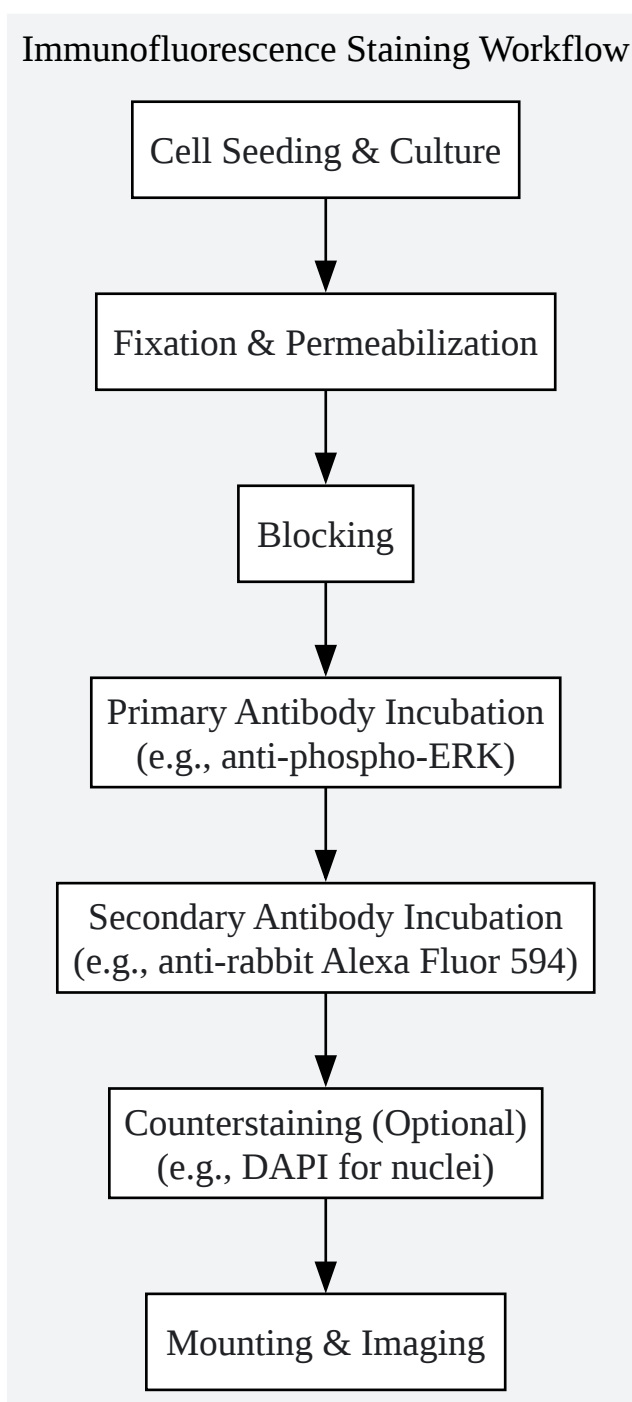 Immunofluorescence Staining Workflow
Cell Seeding & Culture
Fixation & Permeabilization
Blocking
Primary Antibody Incubation
(e.g., anti-phospho-ERK)
Secondary Antibody Incubation
(e.g., anti-rabbit Alexa Fluor 594)
Counterstaining (Optional)
(e.g., DAPI for nuclei)
Mounting & Imaging